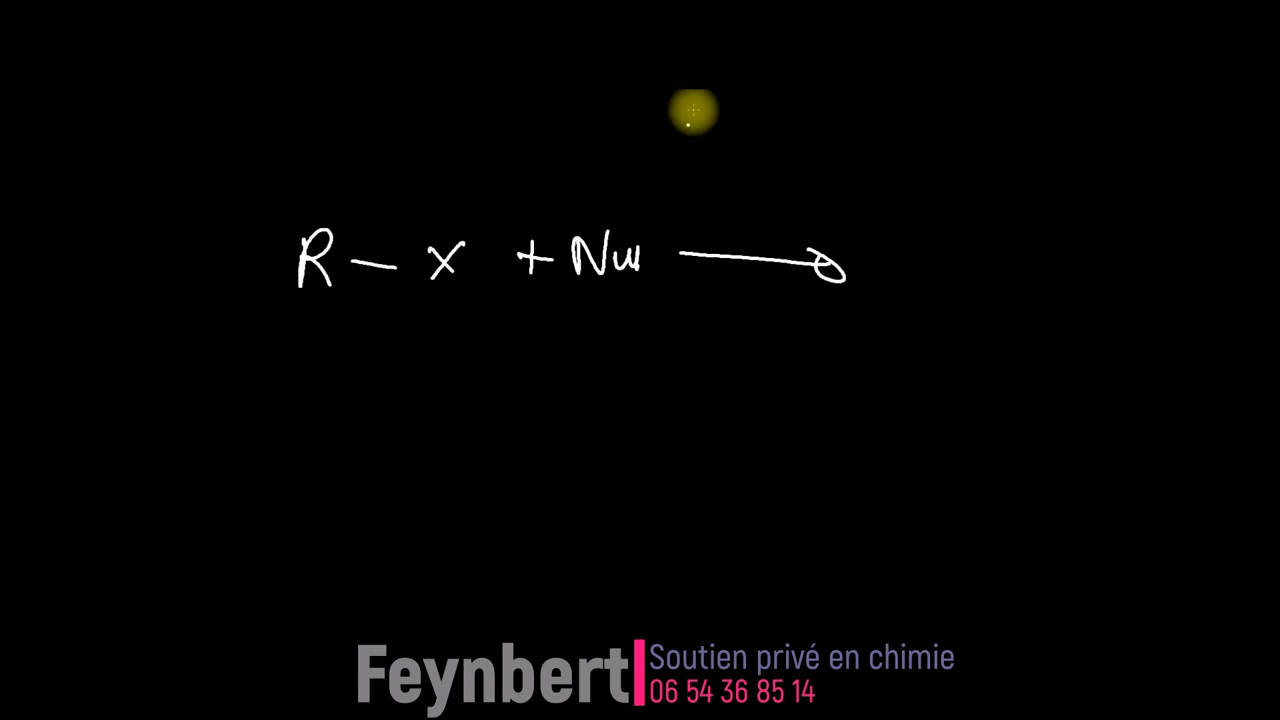 R — X + Nu
Feynbert
Soutien privé en chimie
06 54 36 85 14